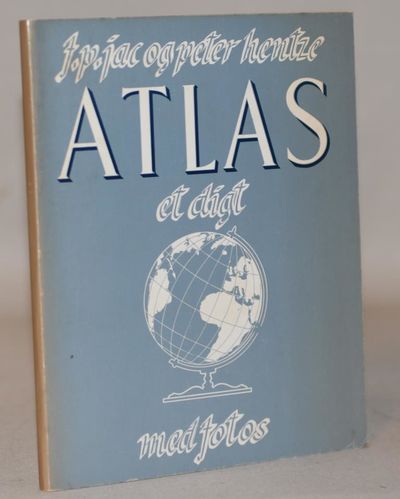 f.p.jac og peter hentze
ATLAS
et digt
med fotos